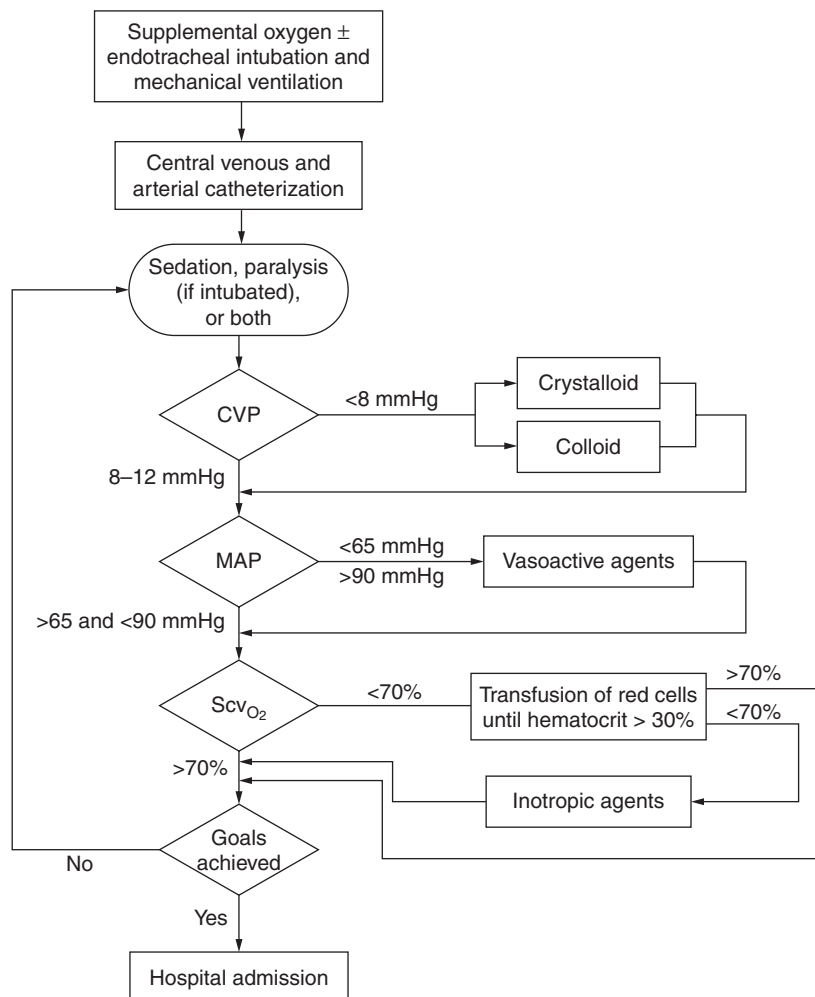 Supplemental oxygen ±
endotracheal intubation and
mechanical ventilation
Central venous and
arterial catheterization
Sedation, paralysis
(if intubated),
or both
CVP
<8 mmHg
Crystalloid
Colloid
8–12 mmHg
MAP
<65 mmHg
>90 mmHg
Vasoactive agents
>65 and <90 mmHg
ScvO2
<70%
Transfusion of red cells
until hematocrit > 30%
>70%
<70%
>70%
Inotropic agents
Goals
achieved
No
Yes
Hospital admission